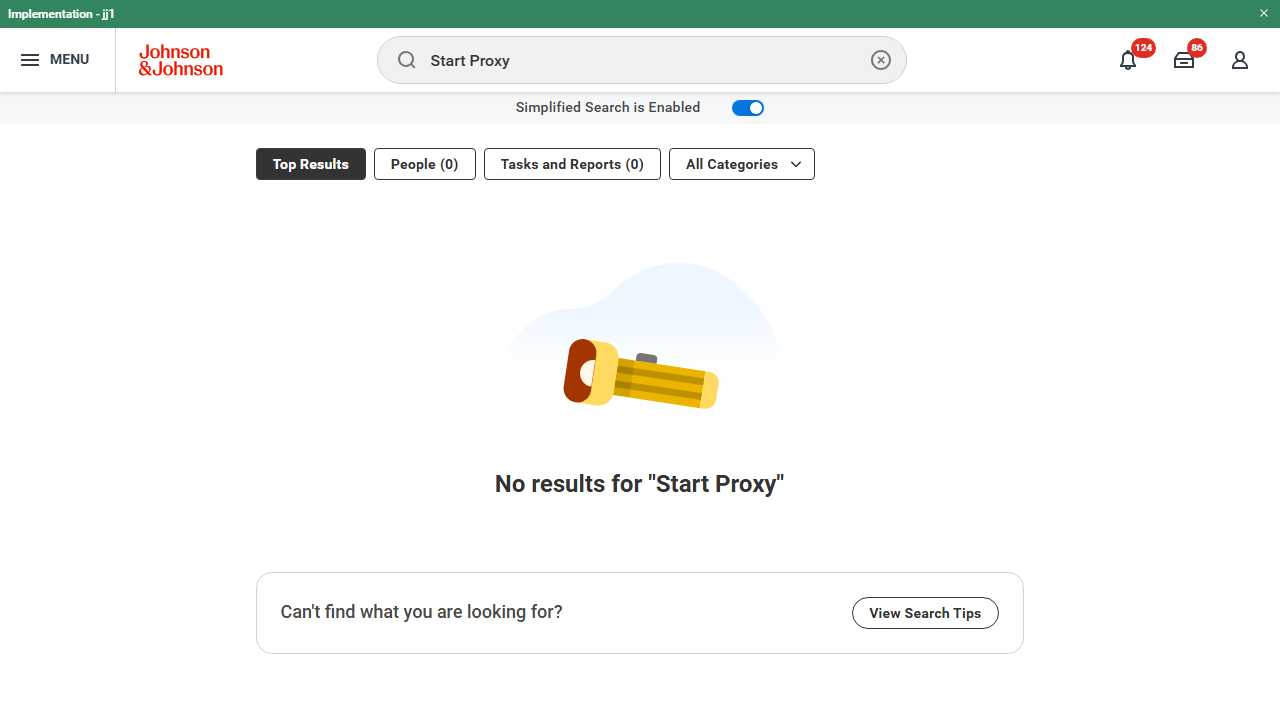 Implementation - jj1
MENU
Johnson
&Johnson
Start Proxy
124
86
Simplified Search is Enabled
Top Results
People (0)
Tasks and Reports (0)
All Categories
No results for "Start Proxy"
Can't find what you are looking for?
View Search Tips